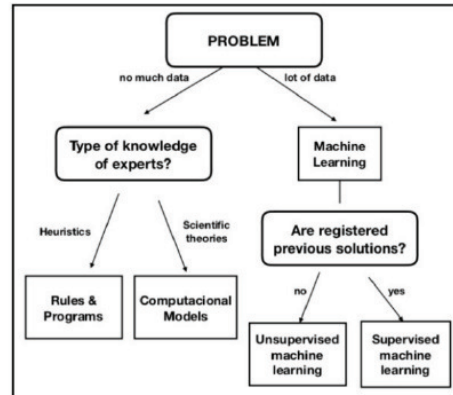 PROBLEM
no much data
lot of data
Type of knowledge
of experts?
Machine
Learning
Heuristics
Scientific
theories
Are registered
previous solutions?
Rules &
Programs
Computacional
Models
no
yes
Unsupervised
machine
learning
Supervised
machine
learning